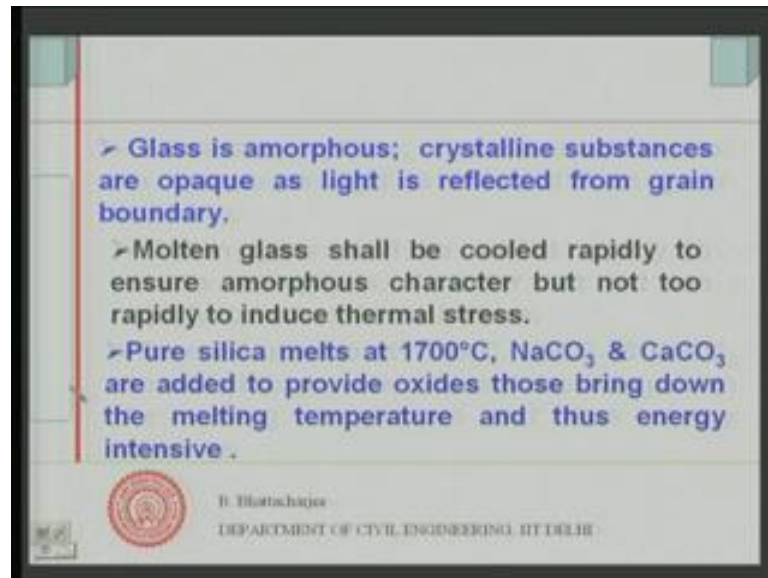 ➢ Glass is amorphous; crystalline substances
are opaque as light is reflected from grain
boundary.
➢Molten glass shall be cooled rapidly to
ensure amorphous character but not too
rapidly to induce thermal stress.
➢Pure silica melts at 1700°C, NaCO₃ & CaCO₃
are added to provide oxides those bring down
the melting temperature and thus energy
intensive .
B. Bhattacharjee
DEPARTMENT OF CIVIL ENGINEERING, IIT DELHI